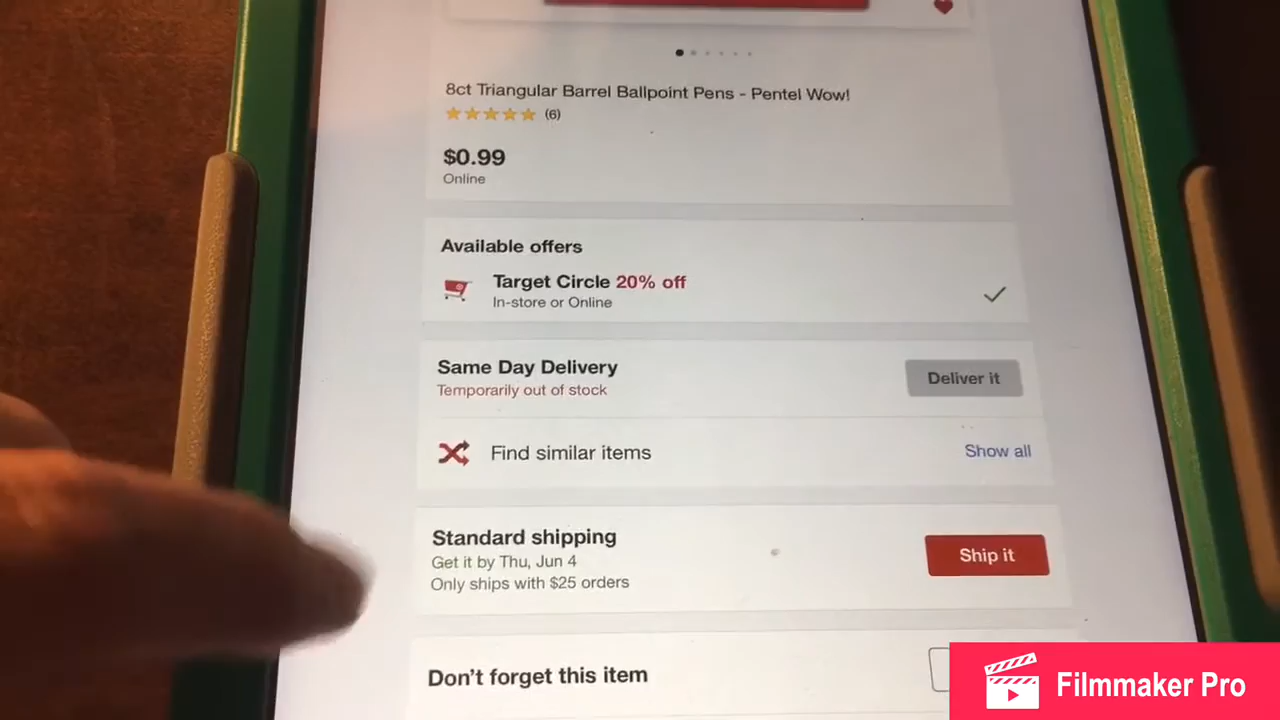 8ct Triangular Barrel Ballpoint Pens - Pentel Wow!
(6)
$0.99
Online
Available offers
Target Circle 20% off
In-store or Online
Same Day Delivery
Temporarily out of stock
Deliver it
Find similar items
Show all
Standard shipping
Get it by Thu, Jun 4
Only ships with $25 orders
Ship it
Don't forget this item
Filmmaker Pro